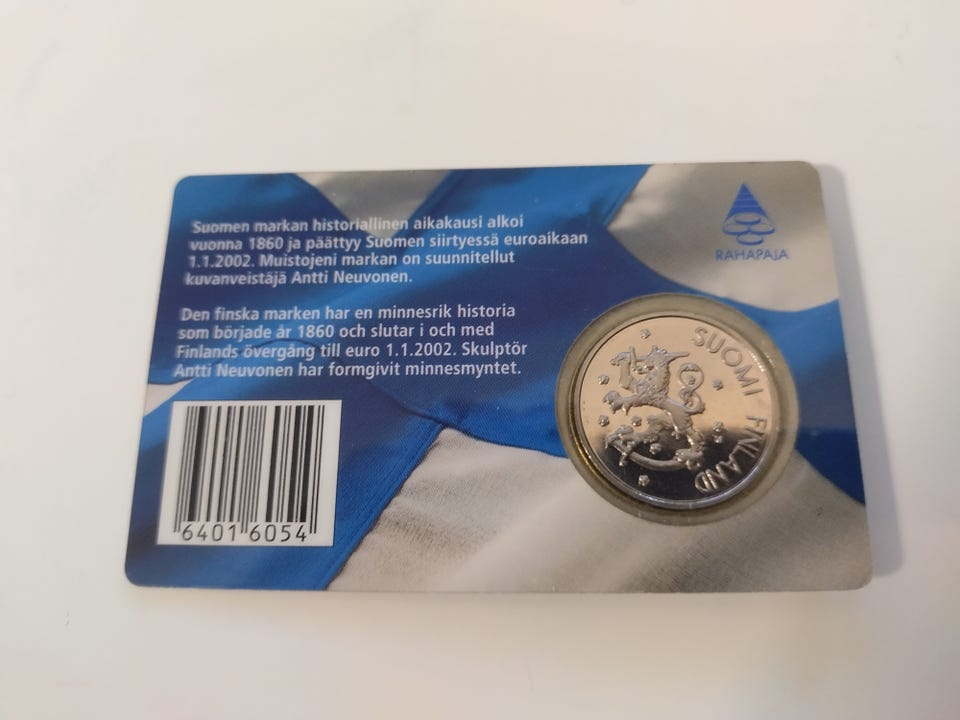 Suomen markan historiallinen aikakausi alkoi
vuonna 1860 ja päättyy Suomen siirtyessä euroaikaan
1.1.2002. Muistojeni markan on suunnitellut
kuvanveistäjä Antti Neuvonen.
Den finska marken har en minnesrik historia
som började år 1860 och slutar i och med
Finlands övergång till euro 1.1.2002. Skulptör
Antti Neuvonen har formgivit minnesmyntet.
6401 6054
RAHAPAJA
SUOMI FINLAND